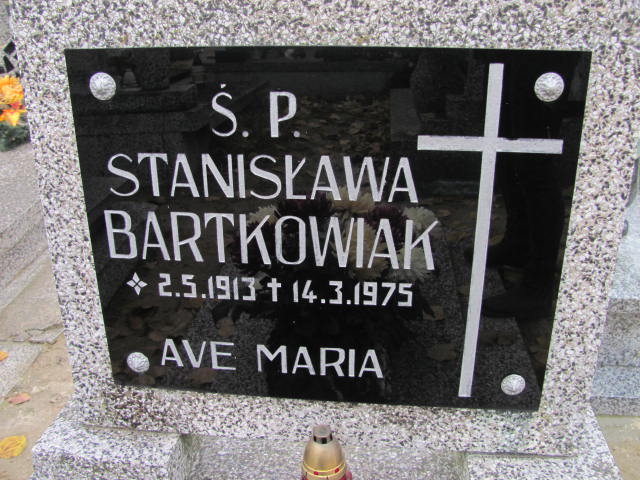 Ś. P.
STANISŁAWA
BARTKOWIAK
2.5.1913 † 14.3.1975
AVE MARIA